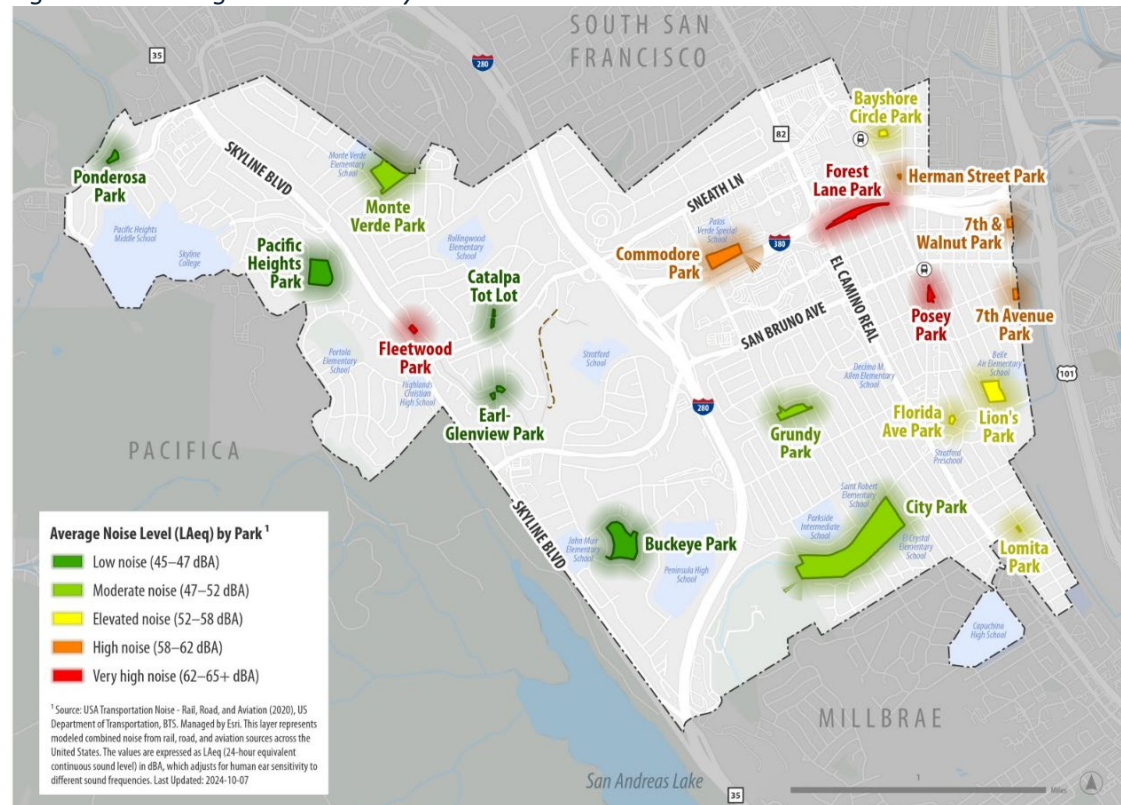 SOUTH SAN
FRANCISCO
35
280
Bayshore
Circle Park
82
Ponderosa
Park
SKYLINE BLVD
Monte Verde
Elementary
School
Monte
Verde Park
SNEATH LN
Forest
Lane Park
Herman Street Park
Pacific Heights
Middle School
Skyline
College
Pacific
Heights
Park
Rollingwood
Elementary
School
Catalpa
Tot Lot
Commodore
Park
Palos
Verde Special
School
380
7th &
Walnut Park
EL CAMINO REAL
Posey
Park
7th Avenue
Park
Fleetwood
Park
SAN BRUNO AVE
Portola
Elementary
School
Highlands
Christian
High School
Stratford
School
Decima M.
Allen Elementary
School
Belle
Air Elementary
School
101
Earl-
Glenview Park
280
Grundy
Park
Florida
Ave Park
Lion's
Park
Stratford
Preschool
PACIFICA
SKYLINE BLVD
John Muir
Elementary
School
Buckeye Park
Peninsula High
School
Parkside
Intermediate
School
Saint Robert
Elementary
School
City Park
El Crystal
Elementary
School
Lomita
Park
Capuchino
High School
Average Noise Level (LAeq) by Park ¹
Low noise (45–47 dBA)
Moderate noise (47–52 dBA)
Elevated noise (52–58 dBA)
High noise (58–62 dBA)
Very high noise (62–65+ dBA)
¹ Source: USA Transportation Noise - Rail, Road, and Aviation (2020), US
Department of Transportation, BTS. Managed by Esri. This layer represents
modeled combined noise from rail, road, and aviation sources across the
United States. The values are expressed as LAeq (24-hour equivalent
continuous sound level) in dBA, which adjusts for human ear sensitivity to
different sound frequencies. Last Updated: 2024-10-07
MILLBRAE
San Andreas Lake
35
1
Miles